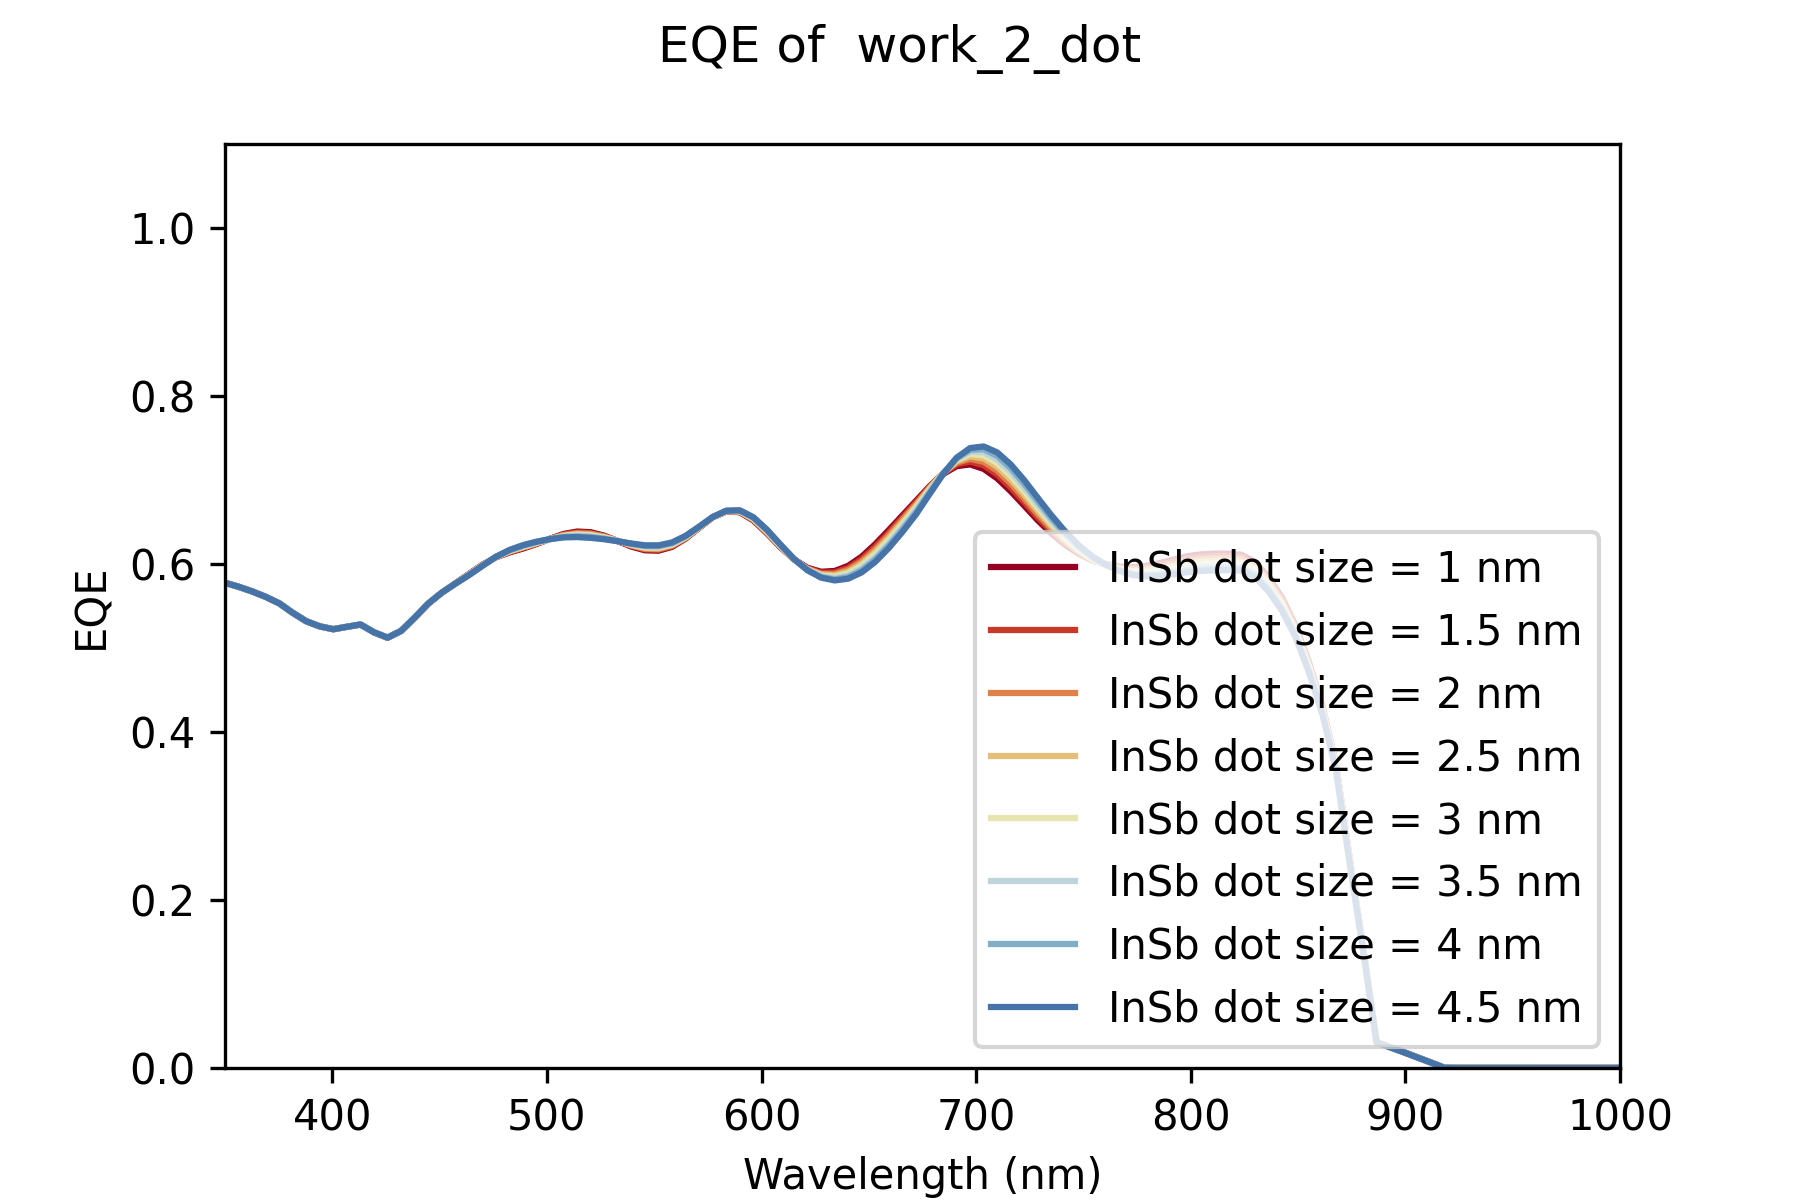 EQE of  work_2_dot
EQE
1.0
0.8
0.6
0.4
0.2
0.0
InSb dot size = 1 nm
InSb dot size = 1.5 nm
InSb dot size = 2 nm
InSb dot size = 2.5 nm
InSb dot size = 3 nm
InSb dot size = 3.5 nm
InSb dot size = 4 nm
InSb dot size = 4.5 nm
400 500 600 700 800 900 1000
Wavelength (nm)